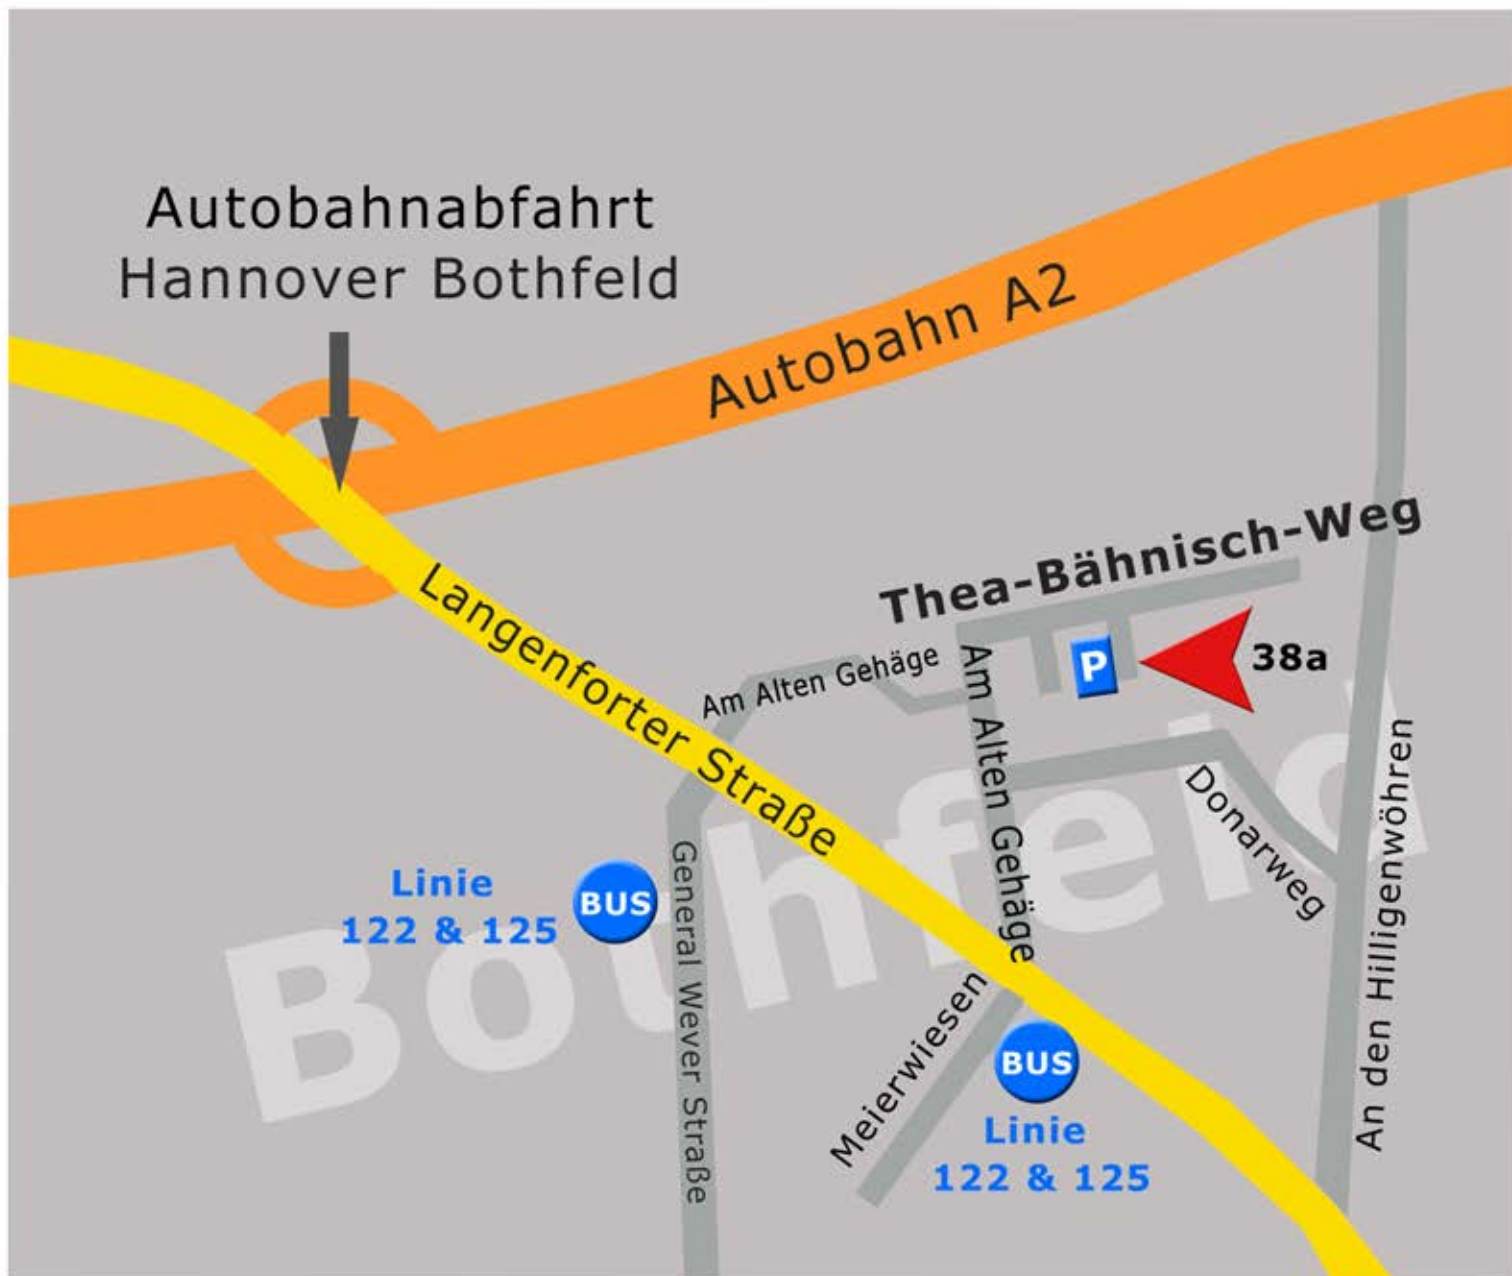 Autobahnabfahrt
Hannover Bothfeld
Autobahn A2
Langenforter Straße
Thea-Bähnisch-Weg
Am Alten Gehäge
Am Alten Gehäge
P
38a
Donarweg
An den Hilligenwöhren
Bothfeld
General Wever Straße
Linie
122 & 125
BUS
Meierwiesen
BUS
Linie
122 & 125